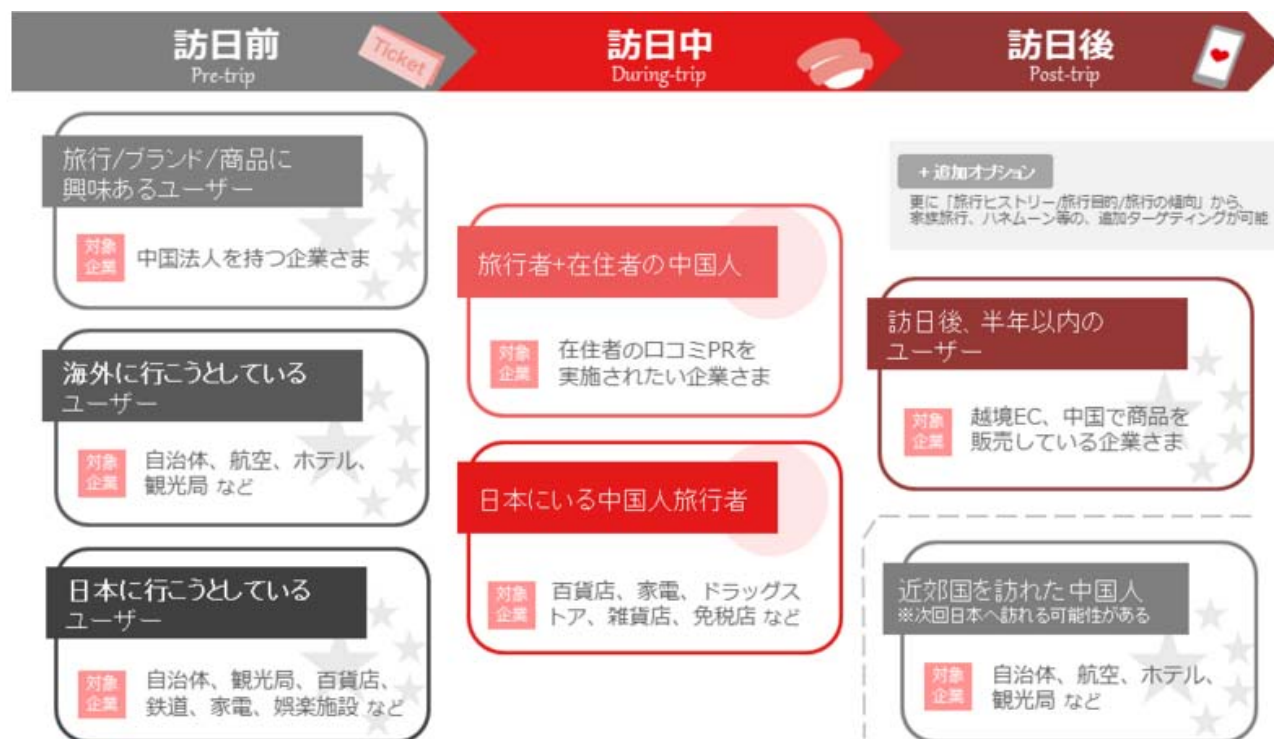 訪日前
Pre-trip
Ticket
訪日中
During-trip
訪日後
Post-trip
旅行/ブランド/商品に
興味あるユーザー
対象
企業
中国法人を持つ企業さま
海外に行こうとしている
ユーザー
対象
企業
自治体、航空、ホテル、
観光局 など
日本に行こうとしている
ユーザー
対象
企業
自治体、観光局、百貨店、
鉄道、家電、娯楽施設 など
旅行者+在住者の中国人
対象
企業
在住者の口コミPRを
実施されたい企業さま
日本にいる中国人旅行者
対象
企業
百貨店、家電、ドラッグス
トア、雑貨店、免税店 など
+追加オプション
更に「旅行ヒストリー/旅行目的/旅行の傾向」から、
家族旅行、ハネムーン等の、追加ターゲティングが可能
訪日後、半年以内の
ユーザー
対象
企業
越境EC、中国で商品を
販売している企業さま
近郊国を訪れた中国人
※次回日本へ訪れる可能性がある
対象
企業
自治体、航空、ホテル、
観光局 など